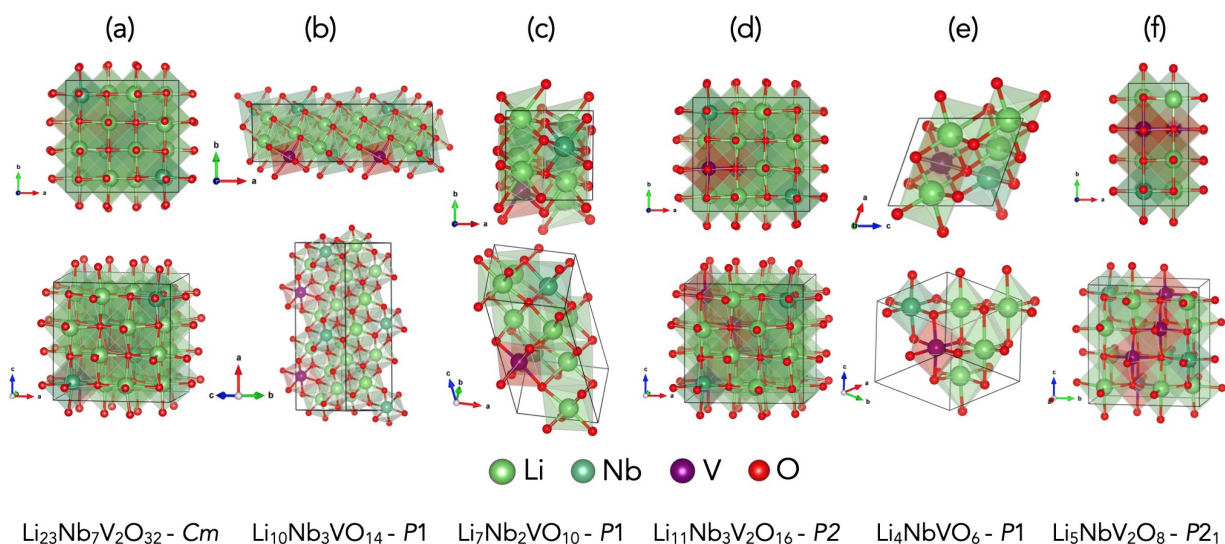 (a) (b) (c) (d) (e) (f)
b a
b a
b a
b a
a b c
b a
c a
a c b
c b a
c a
c a b
c a b
Li Nb V O
Li₂₃Nb₇V₂O₃₂ - Cm Li₁₀Nb₃VO₁₄ - P1 Li₇Nb₂VO₁₀ - P1 Li₁₁Nb₃V₂O₁₆ - P2 Li₄NbVO₆ - P1 Li₅NbV₂O₈ - P2₁